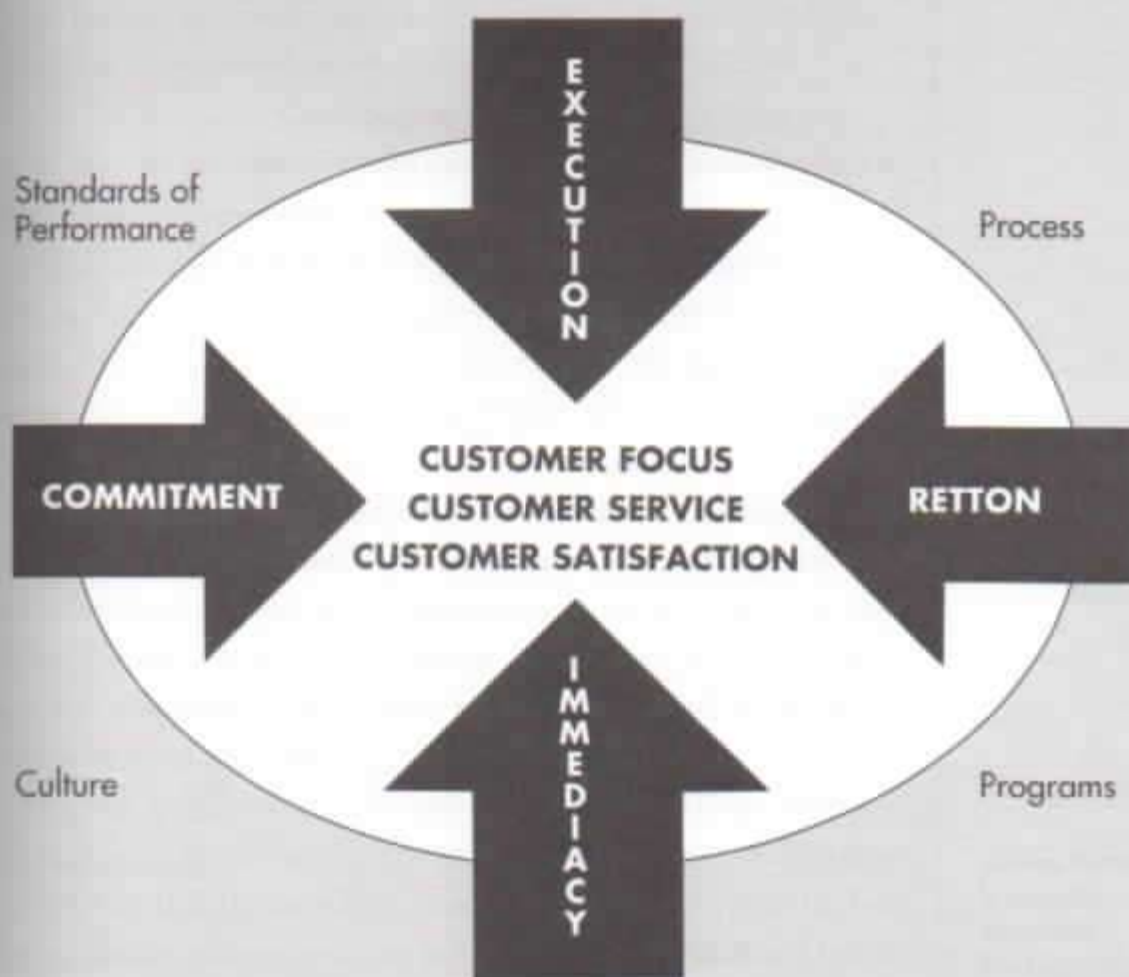 EXECUTION
Standards of
Performance
Process
COMMITMENT
CUSTOMER FOCUS
CUSTOMER SERVICE
CUSTOMER SATISFACTION
RETTON
IMMEDIACY
Culture
Programs